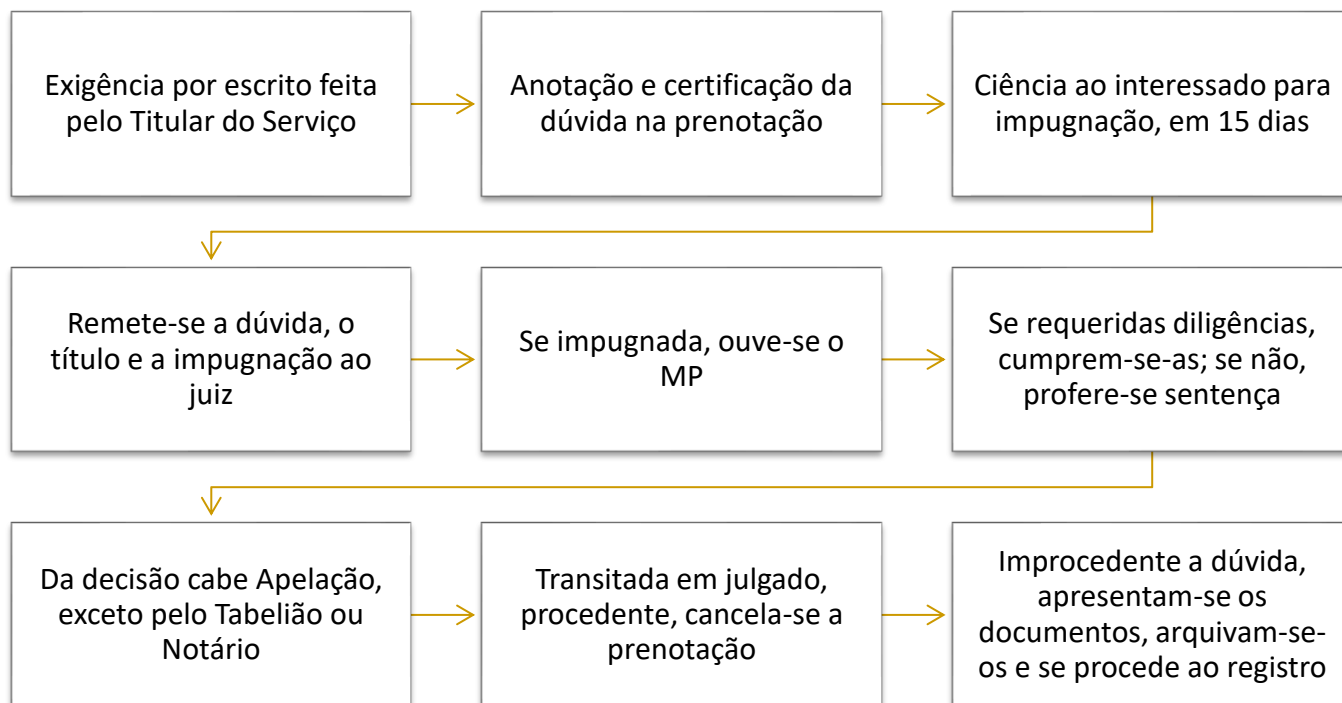 Exigência por escrito feita
pelo Titular do Serviço
Anotação e certificação da
dúvida na prenotação
Ciência ao interessado para
impugnação, em 15 dias
Remete-se a dúvida, o
título e a impugnação ao
juiz
Se impugnada, ouve-se o
MP
Se requeridas diligências,
cumprem-se-as; se não,
profere-se sentença
Da decisão cabe Apelação,
exceto pelo Tabelião ou
Notário
Transitada em julgado,
procedente, cancela-se a
prenotação
Improcedente a dúvida,
apresentam-se os
documentos, arquivam-se-
os e se procede ao registro